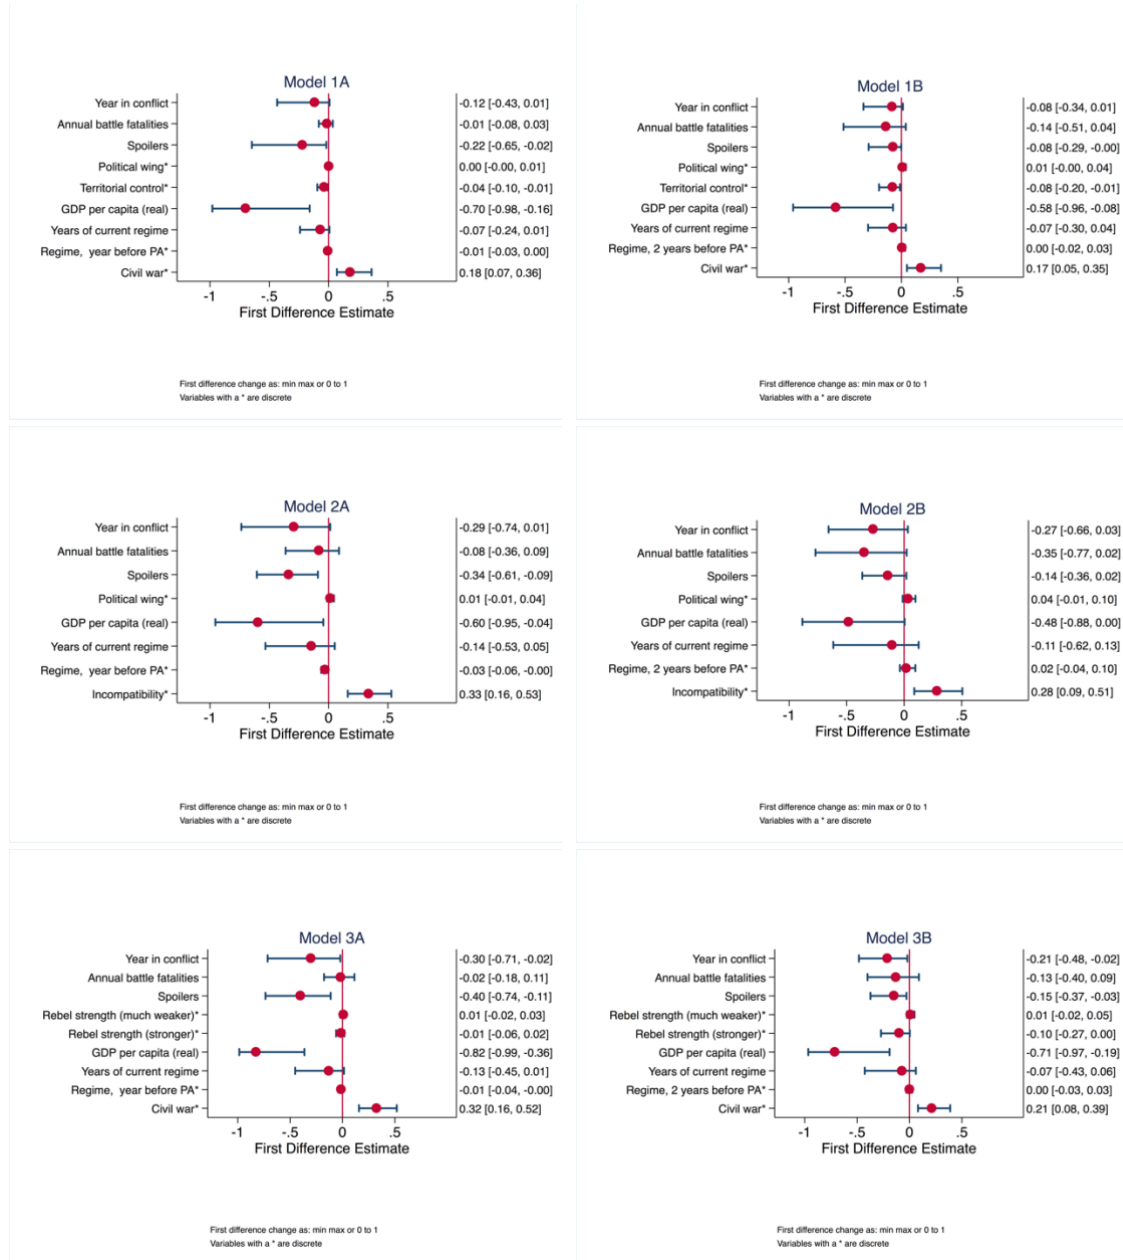 Model 1A
Year in conflict -0.12 [-0.43, 0.01]
Annual battle fatalities -0.01 [-0.08, 0.03]
Spoilers -0.22 [-0.65, -0.02]
Political wing* 0.00 [-0.00, 0.01]
Territorial control* -0.04 [-0.10, -0.01]
GDP per capita (real) -0.70 [-0.98, -0.16]
Years of current regime -0.07 [-0.24, 0.01]
Regime, year before PA* -0.01 [-0.03, 0.00]
Civil war* 0.18 [0.07, 0.36]
-1 -.5 0 .5
First Difference Estimate
First difference change as: min max or 0 to 1
Variables with a * are discrete
Model 1B
Year in conflict -0.08 [-0.34, 0.01]
Annual battle fatalities -0.14 [-0.51, 0.04]
Spoilers -0.08 [-0.29, -0.00]
Political wing* 0.01 [-0.00, 0.04]
Territorial control* -0.08 [-0.20, -0.01]
GDP per capita (real) -0.58 [-0.96, -0.08]
Years of current regime -0.07 [-0.30, 0.04]
Regime, 2 years before PA* 0.00 [-0.02, 0.03]
Civil war* 0.17 [0.05, 0.35]
-1 -.5 0 .5
First Difference Estimate
First difference change as: min max or 0 to 1
Variables with a * are discrete
Model 2A
Year in conflict -0.29 [-0.74, 0.01]
Annual battle fatalities -0.08 [-0.36, 0.09]
Spoilers -0.34 [-0.61, -0.09]
Political wing* 0.01 [-0.01, 0.04]
GDP per capita (real) -0.60 [-0.95, -0.04]
Years of current regime -0.14 [-0.53, 0.05]
Regime, year before PA* -0.03 [-0.06, -0.00]
Incompatibility* 0.33 [0.16, 0.53]
-1 -.5 0 .5
First Difference Estimate
First difference change as: min max or 0 to 1
Variables with a * are discrete
Model 2B
Year in conflict -0.27 [-0.66, 0.03]
Annual battle fatalities -0.35 [-0.77, 0.02]
Spoilers -0.14 [-0.36, 0.02]
Political wing* 0.04 [-0.01, 0.10]
GDP per capita (real) -0.48 [-0.88, 0.00]
Years of current regime -0.11 [-0.62, 0.13]
Regime, 2 years before PA* 0.02 [-0.04, 0.10]
Incompatibility* 0.28 [0.09, 0.51]
-1 -.5 0 .5
First Difference Estimate
First difference change as: min max or 0 to 1
Variables with a * are discrete
Model 3A
Year in conflict -0.30 [-0.71, -0.02]
Annual battle fatalities -0.02 [-0.18, 0.11]
Spoilers -0.40 [-0.74, -0.11]
Rebel strength (much weaker)* 0.01 [-0.02, 0.03]
Rebel strength (stronger)* -0.01 [-0.06, 0.02]
GDP per capita (real) -0.82 [-0.99, -0.36]
Years of current regime -0.13 [-0.45, 0.01]
Regime, year before PA* -0.01 [-0.04, -0.00]
Civil war* 0.32 [0.16, 0.52]
-1 -.5 0 .5
First Difference Estimate
First difference change as: min max or 0 to 1
Variables with a * are discrete
Model 3B
Year in conflict -0.21 [-0.48, -0.02]
Annual battle fatalities -0.13 [-0.40, 0.09]
Spoilers -0.15 [-0.37, -0.03]
Rebel strength (much weaker)* 0.01 [-0.02, 0.05]
Rebel strength (stronger)* -0.10 [-0.27, 0.00]
GDP per capita (real) -0.71 [-0.97, -0.19]
Years of current regime -0.07 [-0.43, 0.06]
Regime, 2 years before PA* 0.00 [-0.03, 0.03]
Civil war* 0.21 [0.08, 0.39]
-1 -.5 0 .5
First Difference Estimate
First difference change as: min max or 0 to 1
Variables with a * are discrete